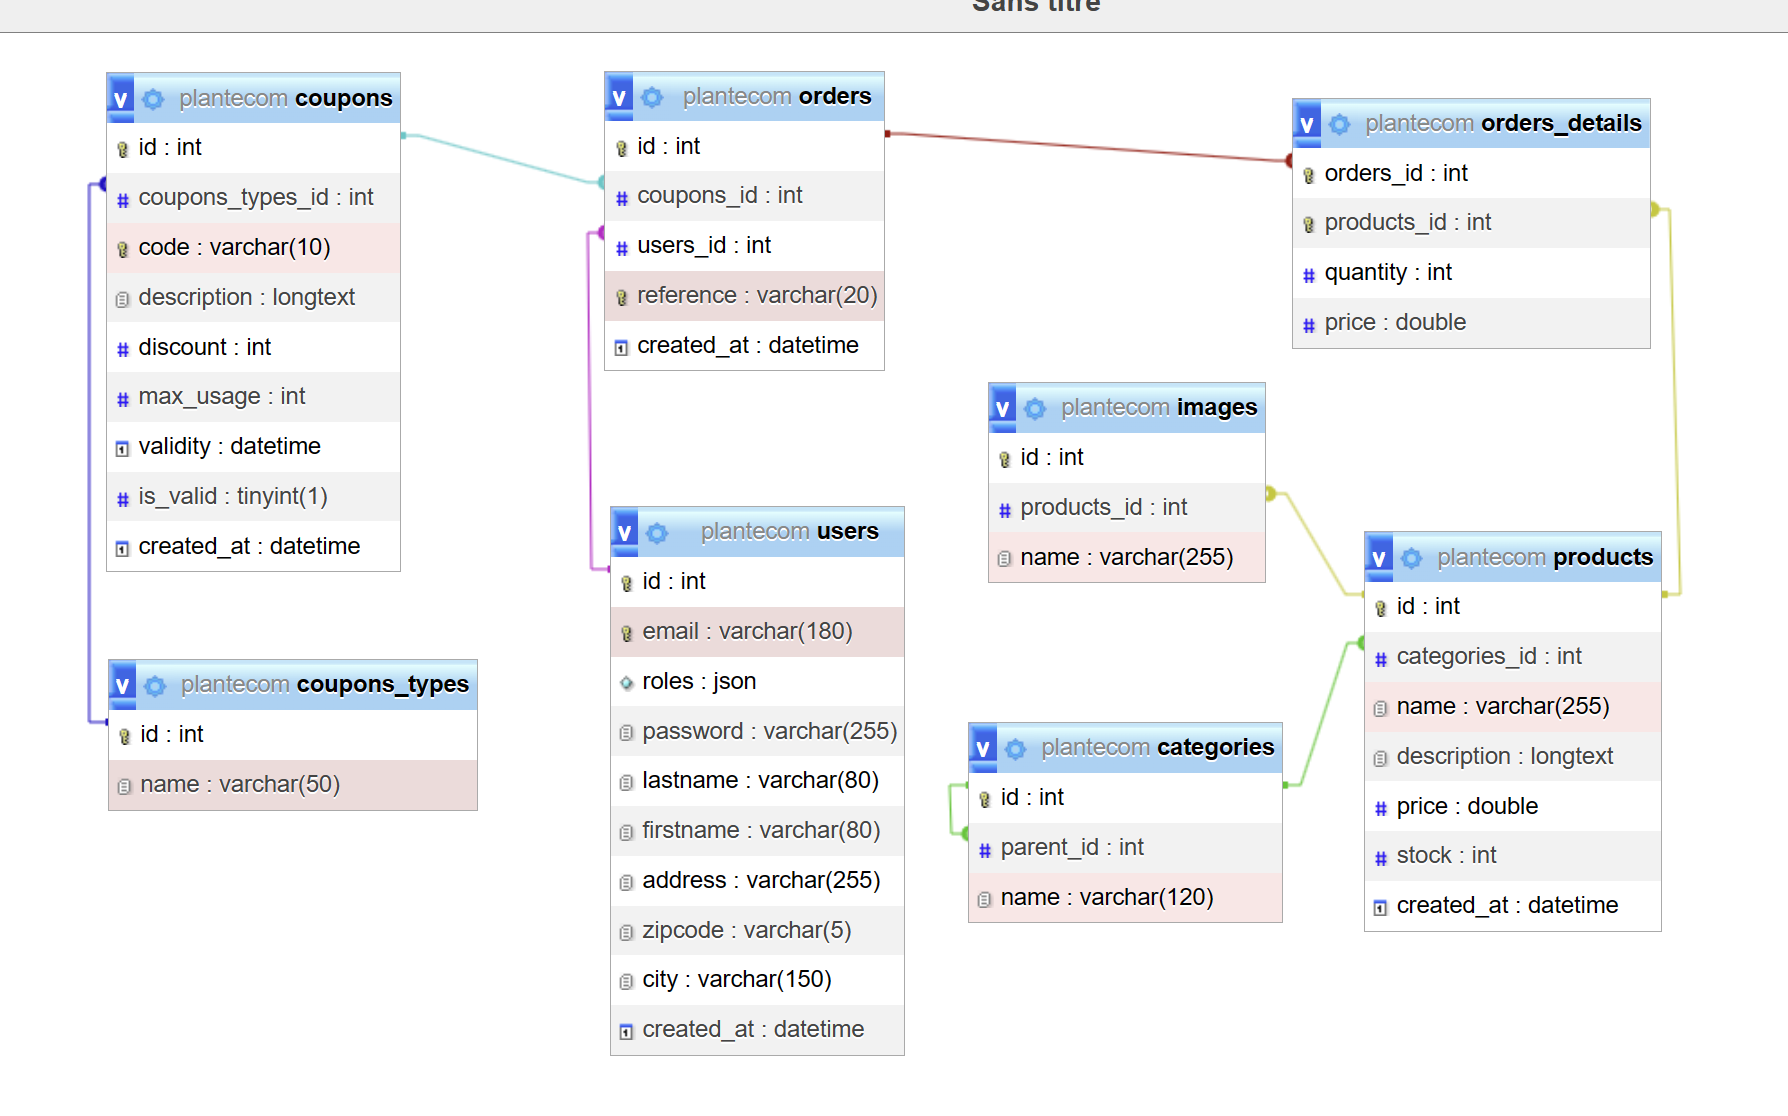 Sans titre
v plantecom coupons
id : int
coupons_types_id : int
code : varchar(10)
description : longtext
discount : int
max_usage : int
validity : datetime
is_valid : tinyint(1)
created_at : datetime
v plantecom coupons_types
id : int
name : varchar(50)
v plantecom orders
id : int
coupons_id : int
users_id : int
reference : varchar(20)
created_at : datetime
v plantecom users
id : int
email : varchar(180)
roles : json
password : varchar(255)
lastname : varchar(80)
firstname : varchar(80)
address : varchar(255)
zipcode : varchar(5)
city : varchar(150)
created_at : datetime
v plantecom images
id : int
products_id : int
name : varchar(255)
v plantecom categories
id : int
parent_id : int
name : varchar(120)
v plantecom orders_details
orders_id : int
products_id : int
quantity : int
price : double
v plantecom products
id : int
categories_id : int
name : varchar(255)
description : longtext
price : double
stock : int
created_at : datetime